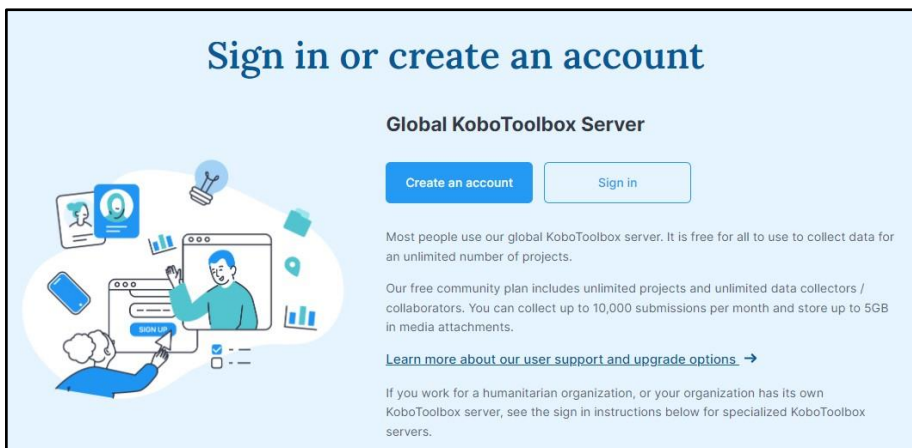 Sign in or create an account
Global KoboToolbox Server
Create an account
Sign in
Most people use our global KoboToolbox server. It is free for all to use to collect data for
an unlimited number of projects.
Our free community plan includes unlimited projects and unlimited data collectors /
collaborators. You can collect up to 10,000 submissions per month and store up to 5GB
in media attachments.
Learn more about our user support and upgrade options →
If you work for a humanitarian organization, or your organization has its own
KoboToolbox server, see the sign in instructions below for specialized KoboToolbox
servers.
SIGN UP